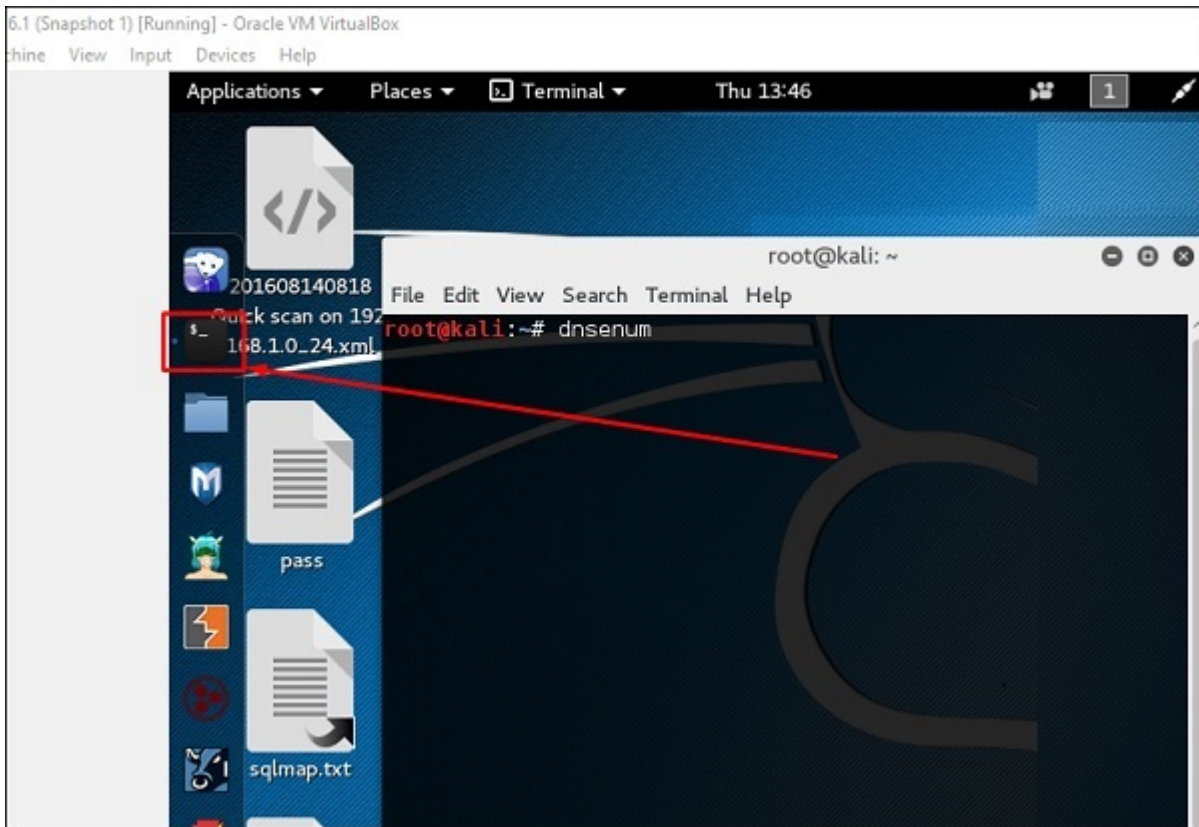 6.1 (Snapshot 1) [Running] - Oracle VM VirtualBox
chine View Input Devices Help
Applications Places Terminal Thu 13:46 1
root@kali: ~
File Edit View Search Terminal Help
root@kali:~# dnsenum
201608140818
Quick scan on 192
168.1.0_24.xml
$_
pass
sqlmap.txt